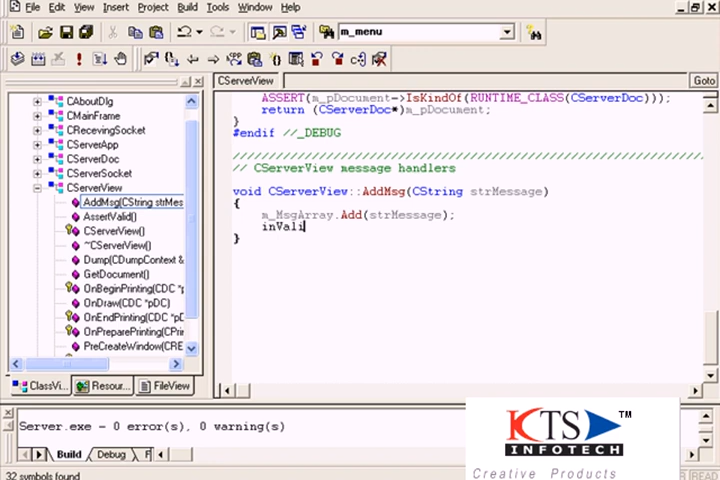 File Edit View Insert Project Build Tools Window Help
m_menu
CServerView
Goto
CAboutDlg
CMainFrame
CRecevingSocket
CServerApp
CServerDoc
CServerSocket
CServerView
AddMsg(CString strMes
AssertValid()
CServerView()
~CServerView()
Dump(CDumpContext &
GetDocument()
OnBeginPrinting(CDC *p
OnDraw(CDC *pDC)
OnEndPrinting(CDC *pD
OnPreparePrinting(CPrin
PreCreateWindow(CRE
ClassVi...
Resour...
FileView
ASSERT(m_pDocument->IsKindOf(RUNTIME_CLASS(CServerDoc)));
return (CServerDoc*)m_pDocument;
}
#endif //_DEBUG
// CServerView message handlers
void CServerView::AddMsg(CString strMessage)
{
m_MsgArray.Add(strMessage);
inVali
}
Server.exe - 0 error(s), 0 warning(s)
Build Debug F
32 symbols found
KTS TM
INFOTECH
Creative Products
READ